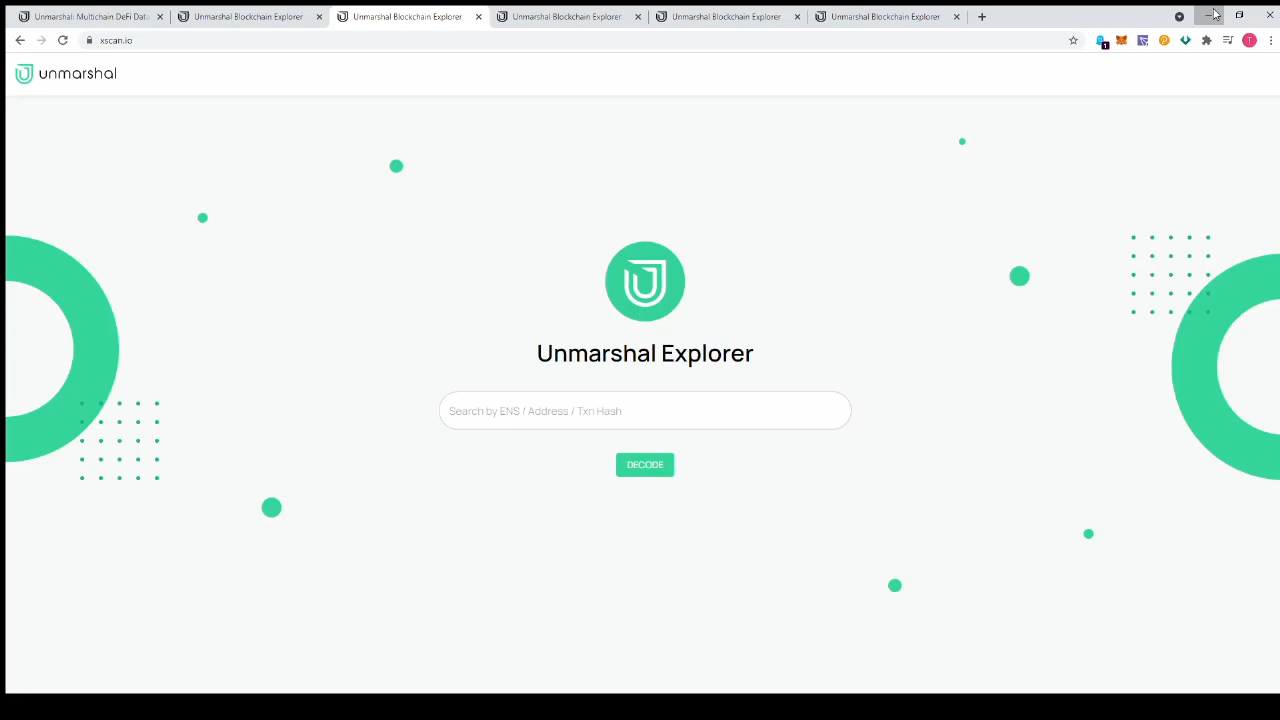 Unmarshal: Multichain DeFi Data
Unmarshal Blockchain Explorer
Unmarshal Blockchain Explorer
Unmarshal Blockchain Explorer
Unmarshal Blockchain Explorer
Unmarshal Blockchain Explorer
xscan.io
1
T
unmarshal
Unmarshal Explorer
Search by ENS / Address / Txn Hash
DECODE